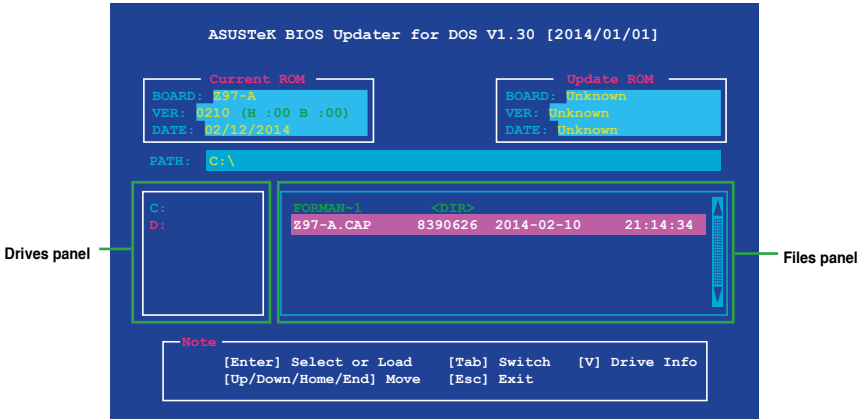 ASUSTeK BIOS Updater for DOS V1.30 [2014/01/01]
Current ROM
BOARD: Z97-A
VER: 0210 (H :00 B :00)
DATE: 02/12/2014
Update ROM
BOARD: Unknown
VER: Unknown
DATE: Unknown
PATH: C:\
Drives panel
C:
D:
FORMAN~1 <DIR>
Z97-A.CAP 8390626 2014-02-10 21:14:34
Files panel
Note
[Enter] Select or Load [Tab] Switch [V] Drive Info
[Up/Down/Home/End] Move [Esc] Exit